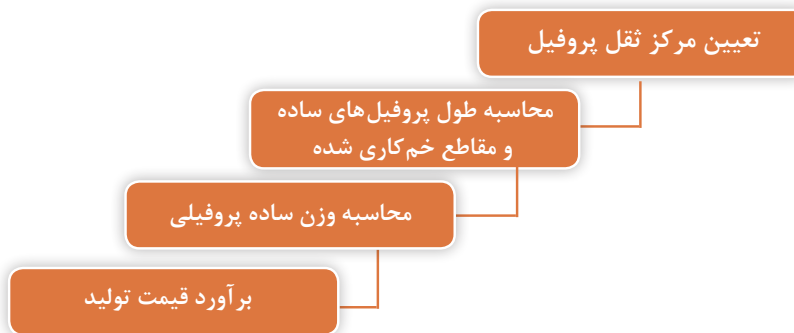 تعیین مرکز ثقل پروفیل
محاسبه طول پروفیل‌های ساده
و مقاطع خم‌کاری شده
محاسبه وزن ساده پروفیلی
برآورد قیمت تولید